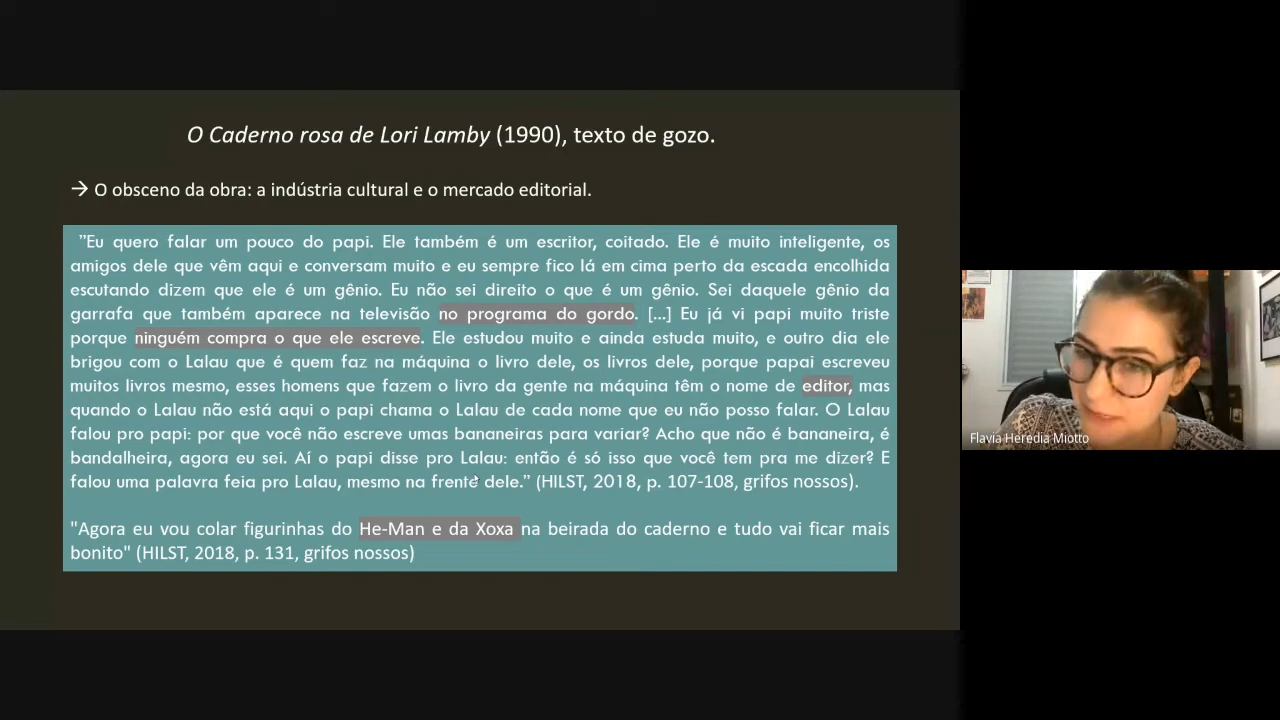 O Caderno rosa de Lori Lamby (1990), texto de gozo.
→ O obsceno da obra: a indústria cultural e o mercado editorial.
”Eu quero falar um pouco do papi. Ele também é um escritor, coitado. Ele é muito inteligente, os
amigos dele que vêm aqui e conversam muito e eu sempre fico lá em cima perto da escada encolhida
escutando dizem que ele é um gênio. Eu não sei direito o que é um gênio. Sei daquele gênio da
garrafa que também aparece na televisão no programa do gordo. [...] Eu já vi papi muito triste
porque ninguém compra o que ele escreve. Ele estudou muito e ainda estuda muito, e outro dia ele
brigou com o Lalau que é quem faz na máquina o livro dele, os livros dele, porque papai escreveu
muitos livros mesmo, esses homens que fazem o livro da gente na máquina têm o nome de editor, mas
quando o Lalau não está aqui o papi chama o Lalau de cada nome que eu não posso falar. O Lalau
falou pro papi: por que você não escreve umas bananeiras para variar? Acho que não é bananeira, é
bandalheira, agora eu sei. Aí o papi disse pro Lalau: então é só isso que você tem pra me dizer? E
falou uma palavra feia pro Lalau, mesmo na frente dele.” (HILST, 2018, p. 107-108, grifos nossos).
"Agora eu vou colar figurinhas do He-Man e da Xoxa na beirada do caderno e tudo vai ficar mais
bonito" (HILST, 2018, p. 131, grifos nossos)
Flavia Heredia Miotto